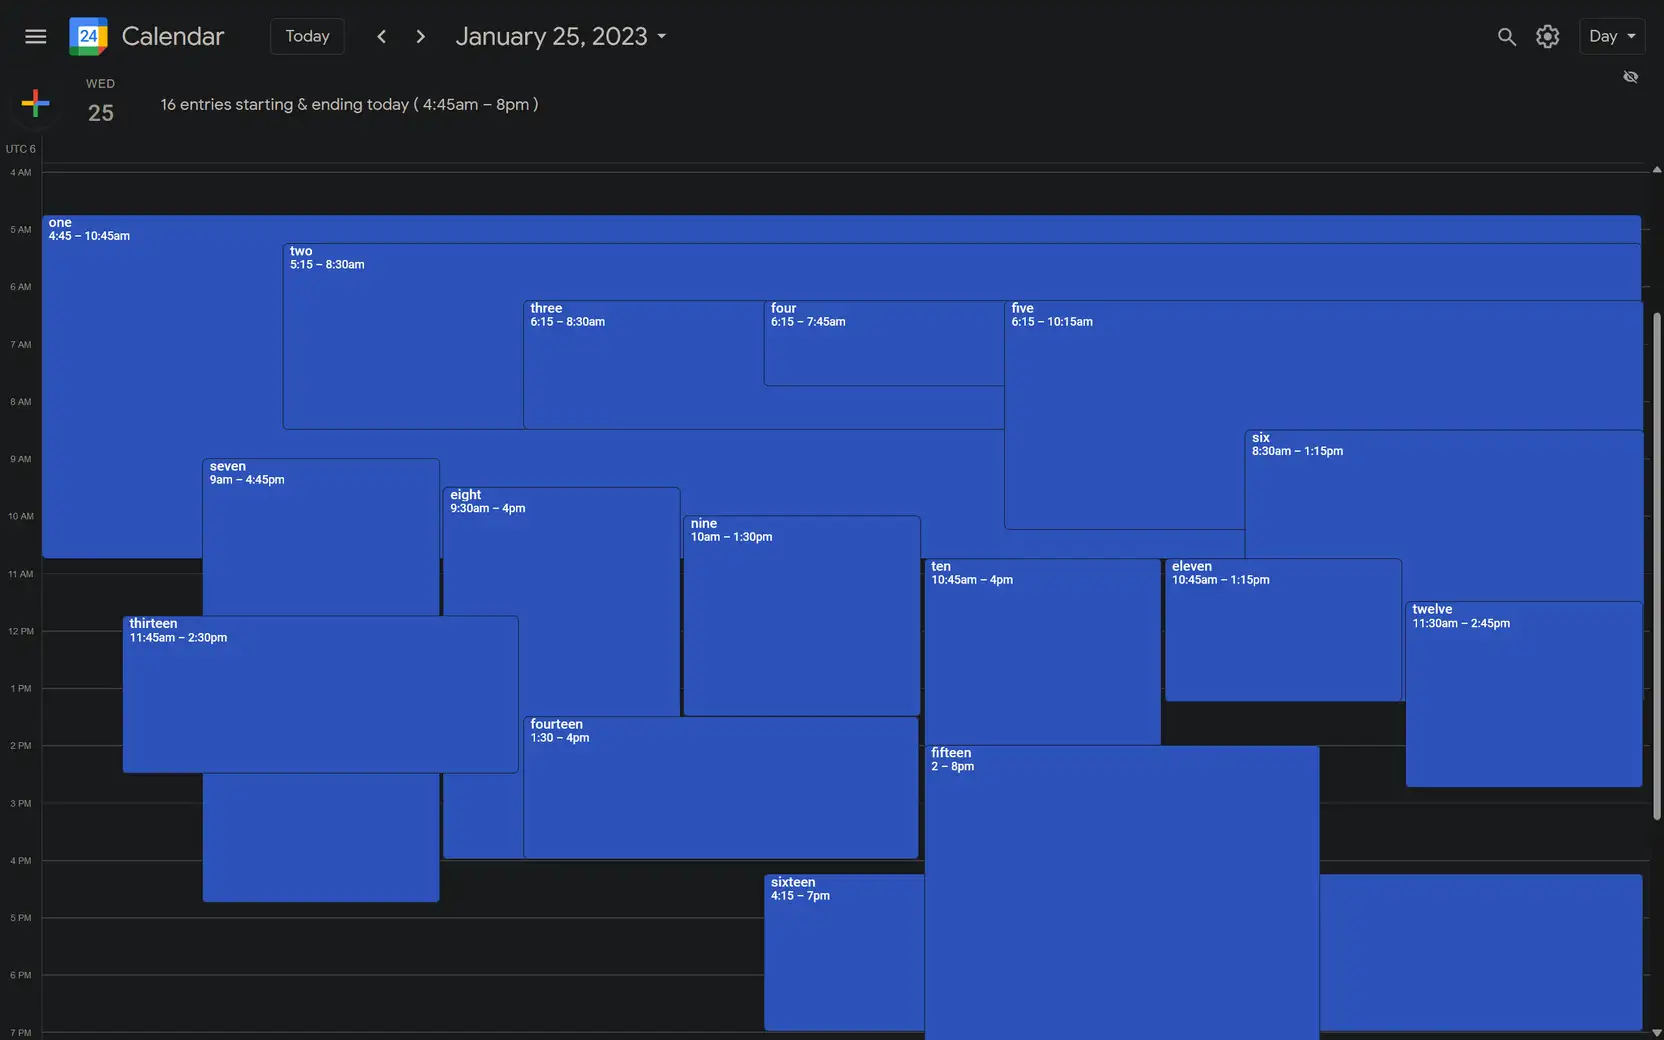 24 Calendar Today January 25, 2023 Day
WED
25
16 entries starting & ending today ( 4:45am – 8pm )
UTC 6
4 AM
5 AM
6 AM
7 AM
8 AM
9 AM
10 AM
11 AM
12 PM
1 PM
2 PM
3 PM
4 PM
5 PM
6 PM
7 PM
one
4:45 – 10:45am
two
5:15 – 8:30am
three
6:15 – 8:30am
four
6:15 – 7:45am
five
6:15 – 10:15am
six
8:30am – 1:15pm
seven
9am – 4:45pm
eight
9:30am – 4pm
nine
10am – 1:30pm
ten
10:45am – 4pm
eleven
10:45am – 1:15pm
twelve
11:30am – 2:45pm
thirteen
11:45am – 2:30pm
fourteen
1:30 – 4pm
fifteen
2 – 8pm
sixteen
4:15 – 7pm